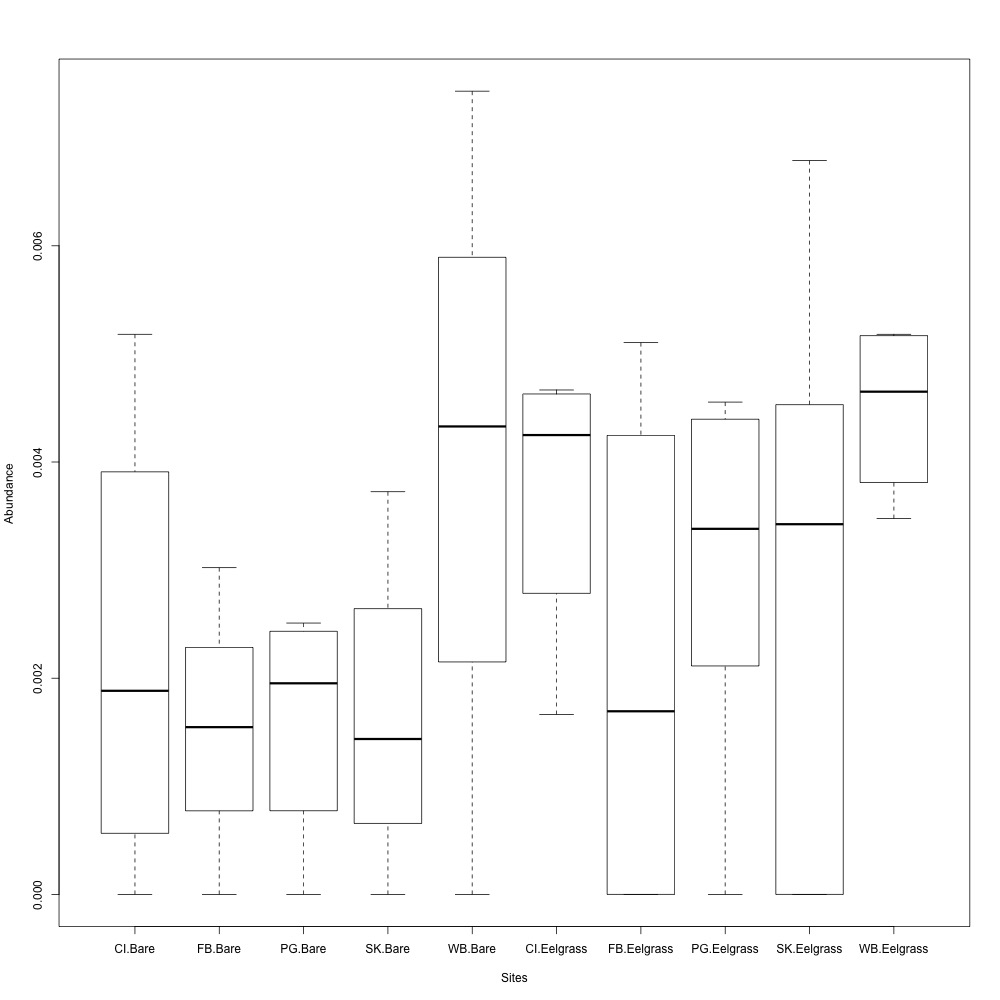 Abundance
0.006
0.004
0.002
0.000
CI.Bare FB.Bare PG.Bare SK.Bare WB.Bare CI.Eelgrass FB.Eelgrass PG.Eelgrass SK.Eelgrass WB.Eelgrass
Sites